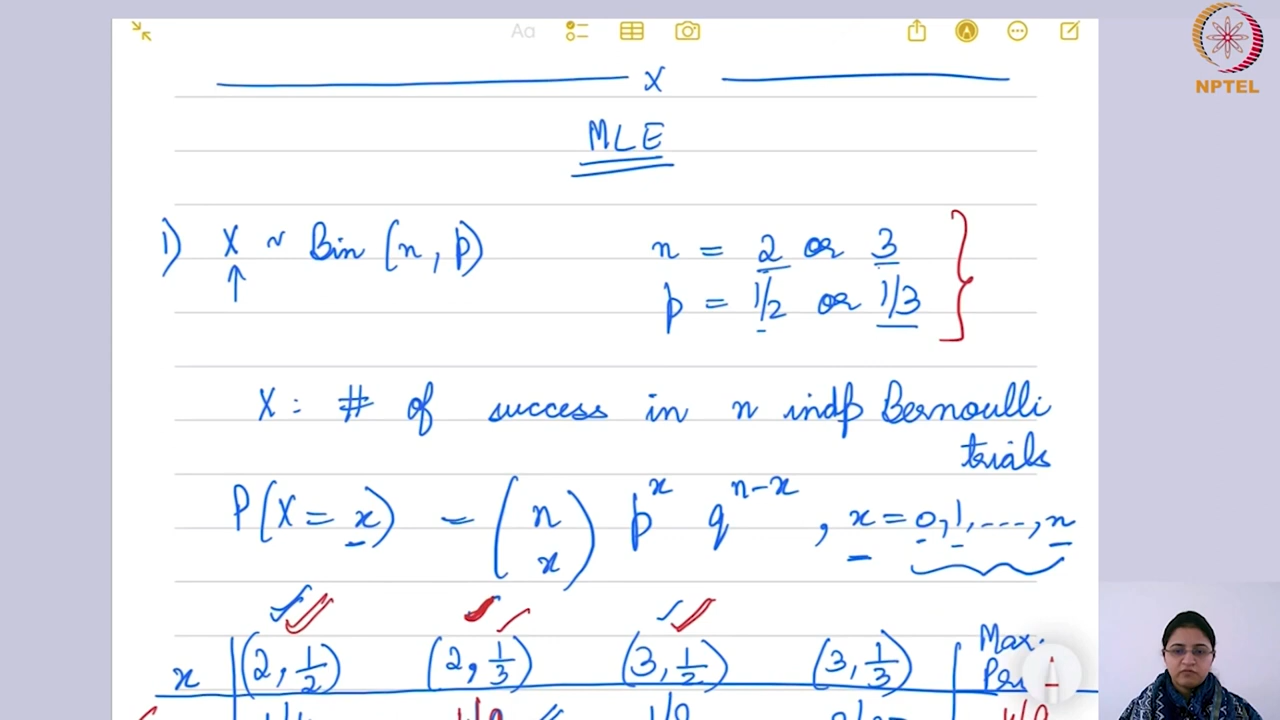 Aa
NPTEL
x
MLE
1) X ~ Bin (n, p) n = 2 or 3
p = 1/2 or 1/3
X : # of success in n indp Bernoulli
trials
P(X = x) = (n x) p^x q^{n-x}, x = 0, 1, ..., n
x (2, 1/2) (2, 1/3) (3, 1/2) (3, 1/3) Max.